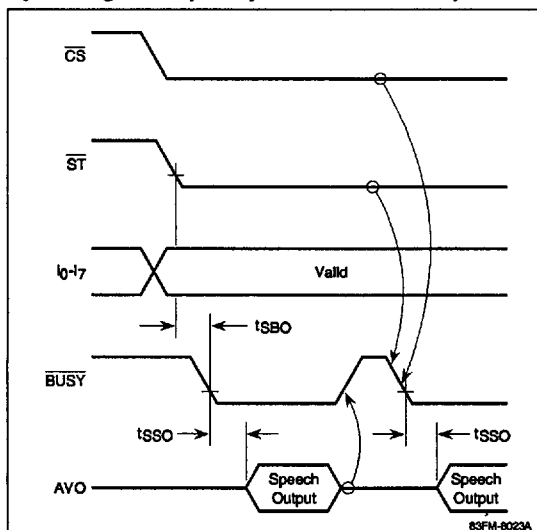 CS
ST
I0-I7
Valid
tSBO
BUSY
tSSO
tSSO
AVO
Speech Output
Speech Output
83FM-8023A